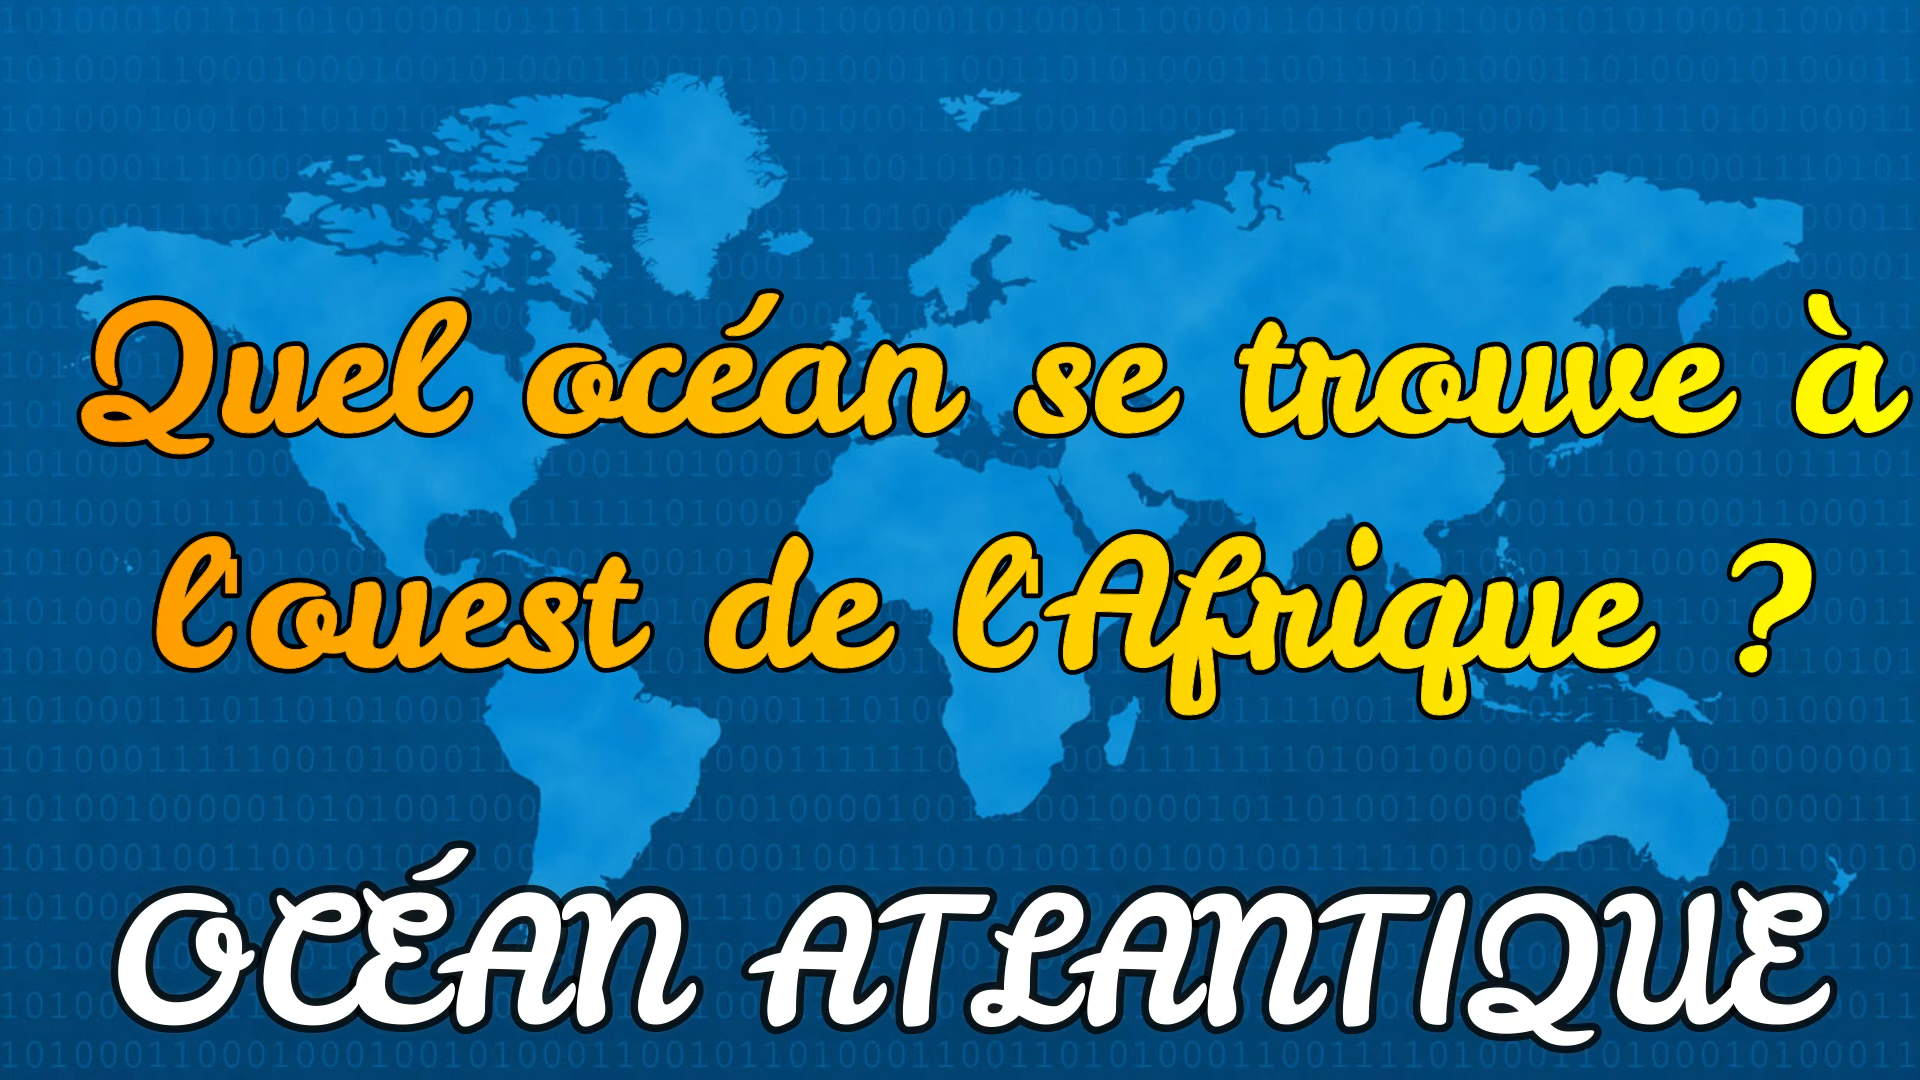 Quel océan se trouve à
l'ouest de l'Afrique ?
OCÉAN ATLANTIQUE